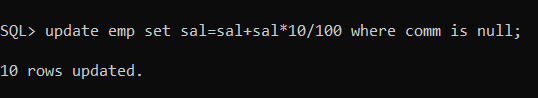 SQL> update emp set sal=sal+sal*10/100 where comm is null;
10 rows updated.